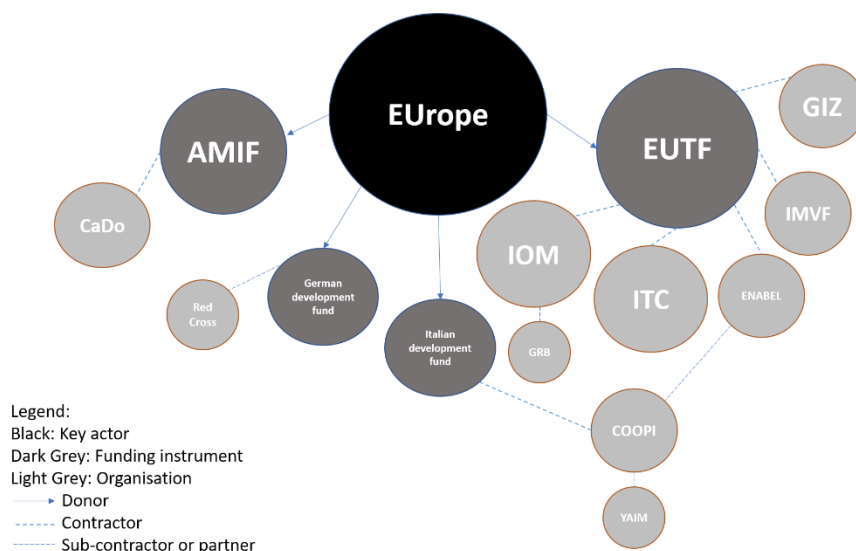 EUrope
AMIF
EUTF
GIZ
CaDo
IMVF
IOM
German
development
fund
ITC
ENABEL
Red
Cross
Italian
development
fund
GRB
COOPI
YAIM
Legend:
Black: Key actor
Dark Grey: Funding instrument
Light Grey: Organisation
Donor
Contractor
Sub-contractor or partner